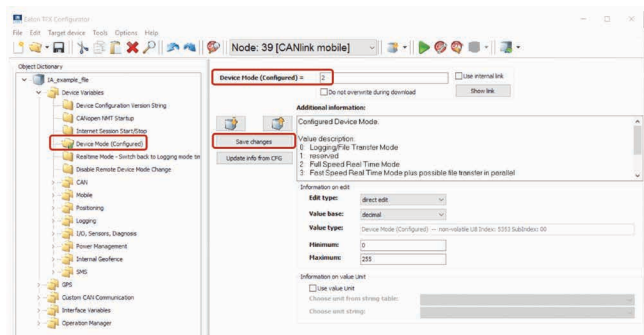 Eaton TCX Configurator
File Edit Target device Tools Options Help
Node: 39 [CANlink mobile]
Object Dictionary
IA_example_file
Device Variables
Device Configuration Version String
CANopen NMT Startup
Internet Session Start/Stop
Device Mode (Configured)
Realtime Mode - Switch back to Logging mode tim
Disable Remote Device Mode Change
CAN
Mobile
Positioning
Logging
I/O, Sensors, Diagnosis
Power Management
Internal Geofence
SMS
GPS
Custom CAN Communication
Interface Variables
Operation Manager
Device Mode (Configured) = 2
Use internal link
Do not overwrite during download
Show link
Additional information:
Configured Device Mode.
Value description:
0: Logging/File Transfer Mode
1: reserved
2: Full Speed Real Time Mode
3: Fast Speed Real Time Mode plus possible file transfer in parallel
Save changes
Update info from CFG
Information on edit
Edit type: direct edit
Value base: decimal
Value type: Device Mode (Configured) -- non-volatile U8 Index: 5353 SubIndex: 00
Minimum: 0
Maximum: 255
Information on value Unit
Use value Unit
Choose unit from string table:
Choose unit string: